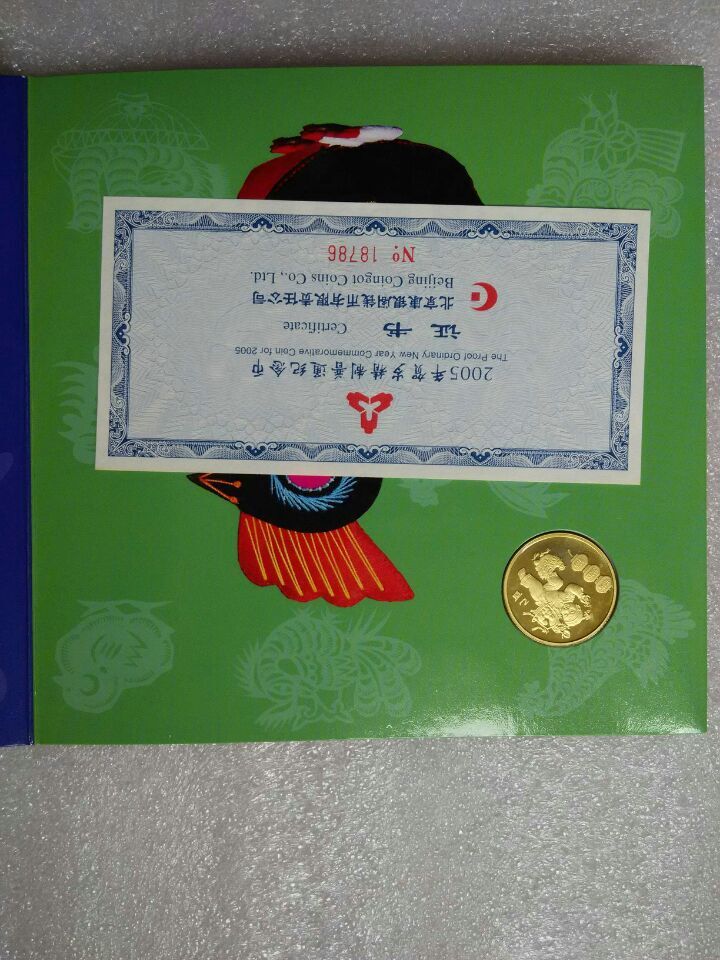 2005年贺岁精制普通纪念币
The Proof Ordinary New Year Commemorative Coin for 2005
证 书 Certificate
北京康银阁钱币有限责任公司
Beijing Coingot Coins Co., Ltd.
№ 18786
乙酉